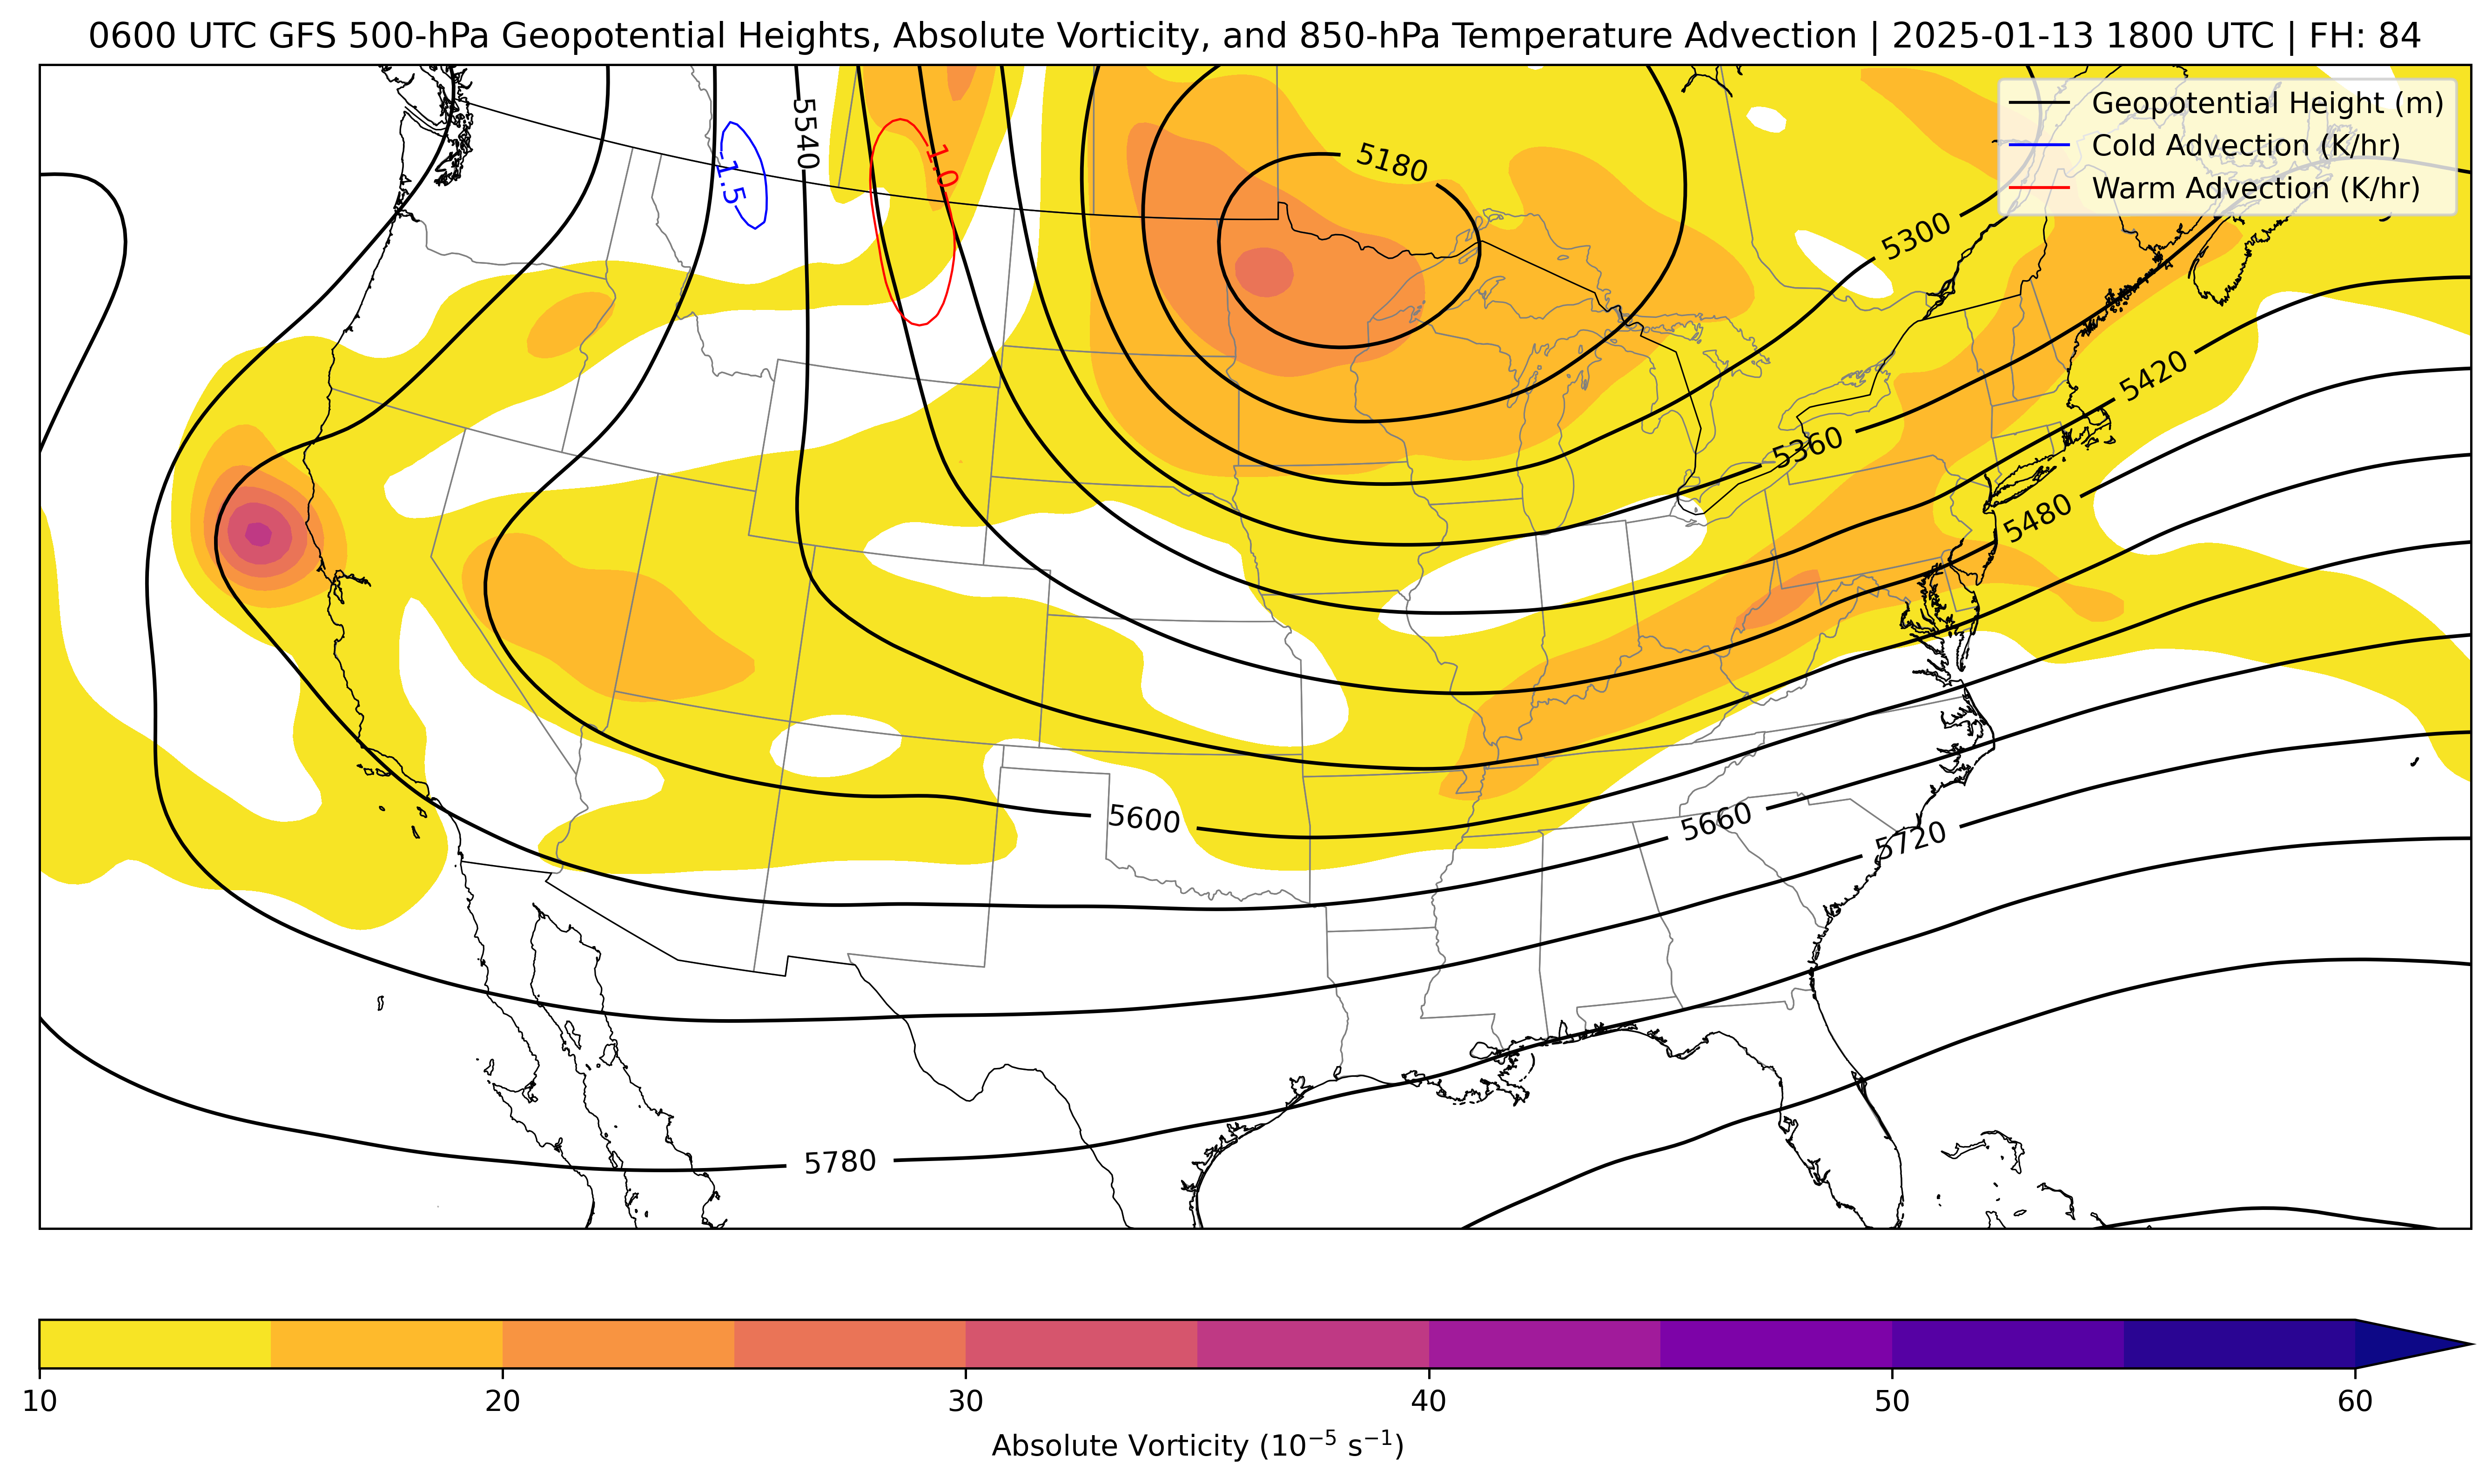 0600 UTC GFS 500-hPa Geopotential Heights, Absolute Vorticity, and 850-hPa Temperature Advection | 2025-01-13 1800 UTC | FH: 84
Geopotential Height (m)
Cold Advection (K/hr)
Warm Advection (K/hr)
5540
-1.5
1.0
5180
5300
5420
5360
5480
5600
5660
5720
5780
10 20 30 40 50 60
Absolute Vorticity (10⁻⁵ s⁻¹)